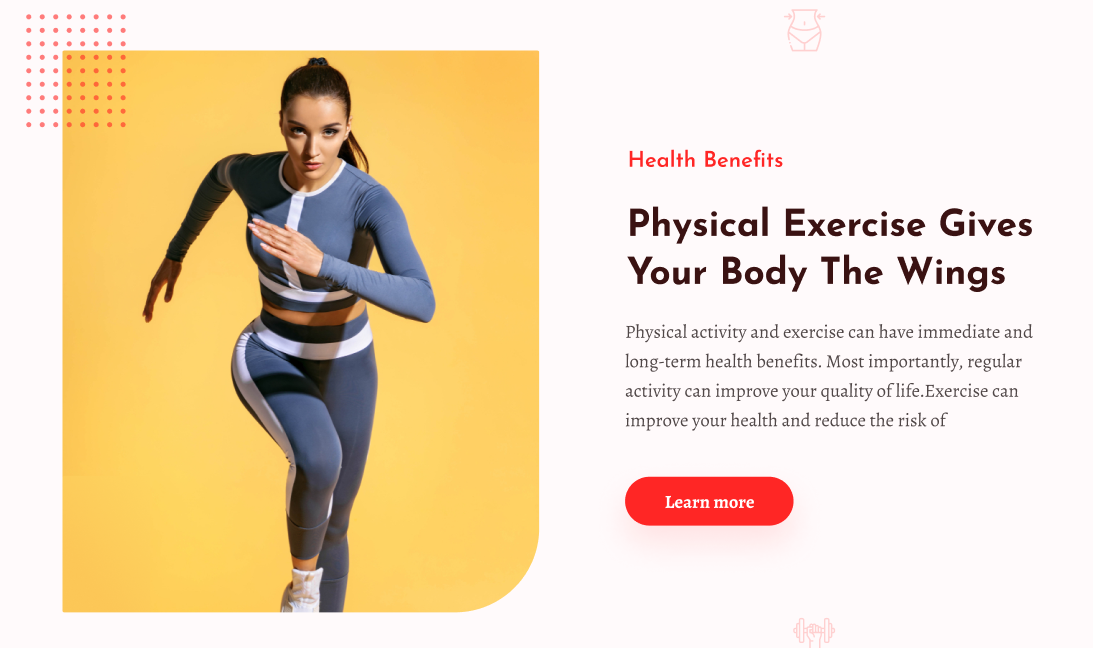 Health Benefits
Physical Exercise Gives
Your Body The Wings
Physical activity and exercise can have immediate and
long-term health benefits. Most importantly, regular
activity can improve your quality of life.Exercise can
improve your health and reduce the risk of
Learn more